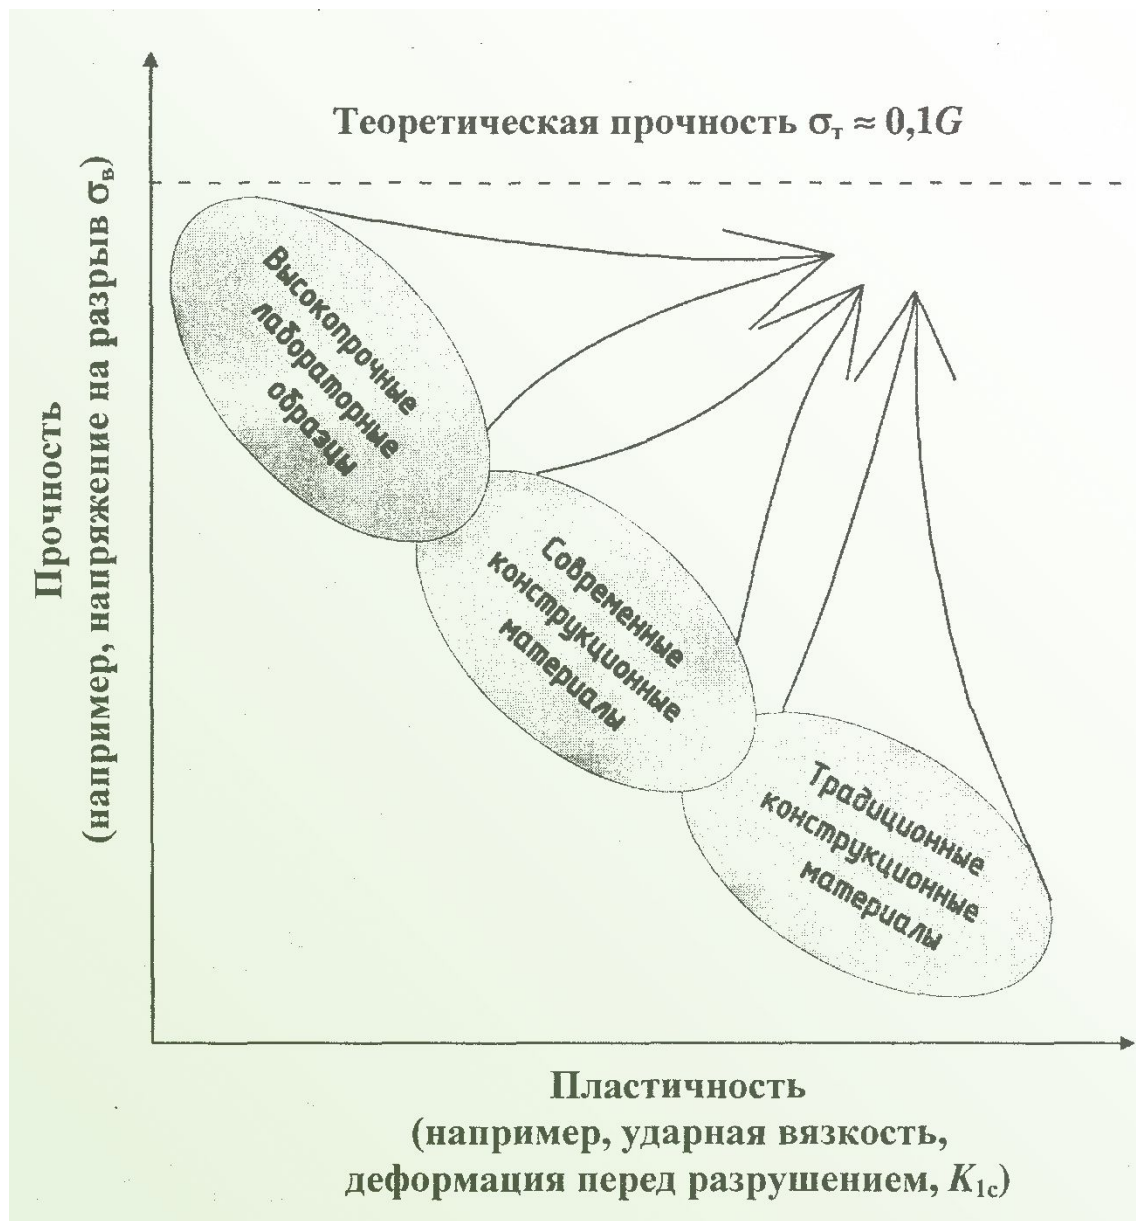 Теоретическая прочность σт ≈ 0,1G
Прочность
(например, напряжение на разрыв σв)
Высокопрочные
лабораторные
образцы
Современные
конструкционные
материалы
Традиционные
конструкционные
материалы
Пластичность
(например, ударная вязкость,
деформация перед разрушением, K1c)